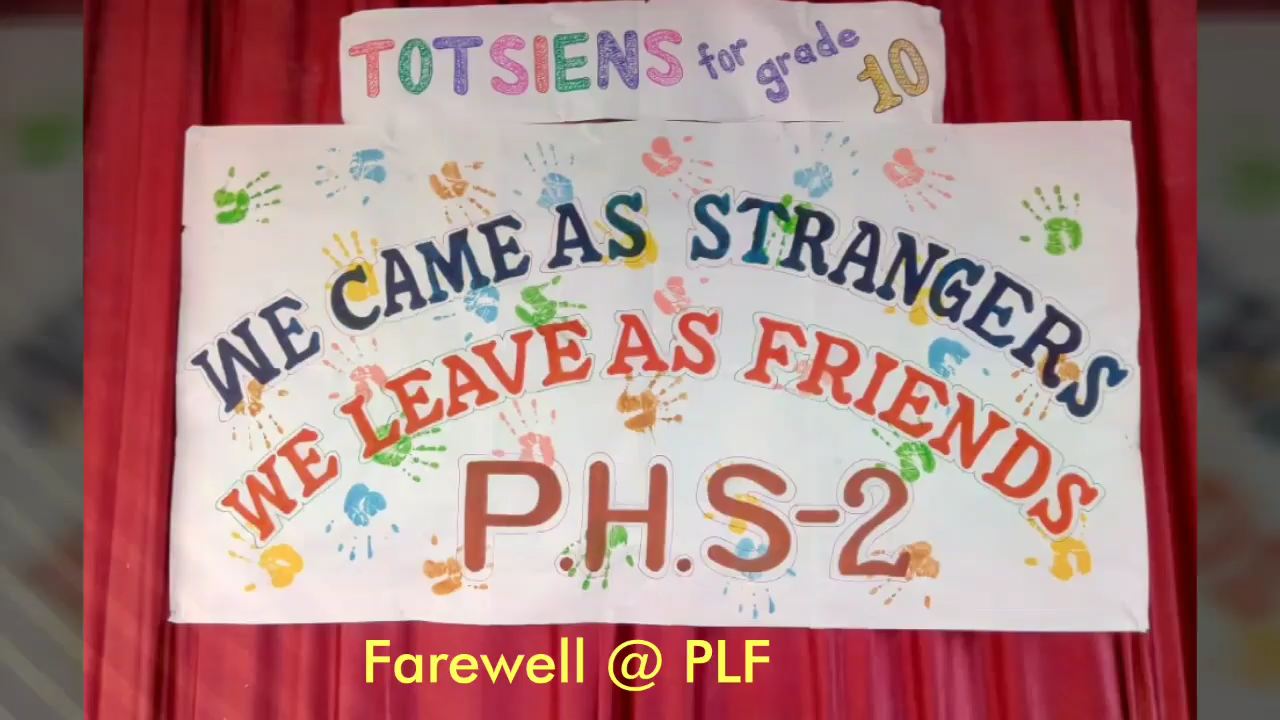 TOTSIENS for grade 10
WE CAME AS STRANGERS
WE LEAVE AS FRIENDS
P.H.S-2
Farewell @ PLF